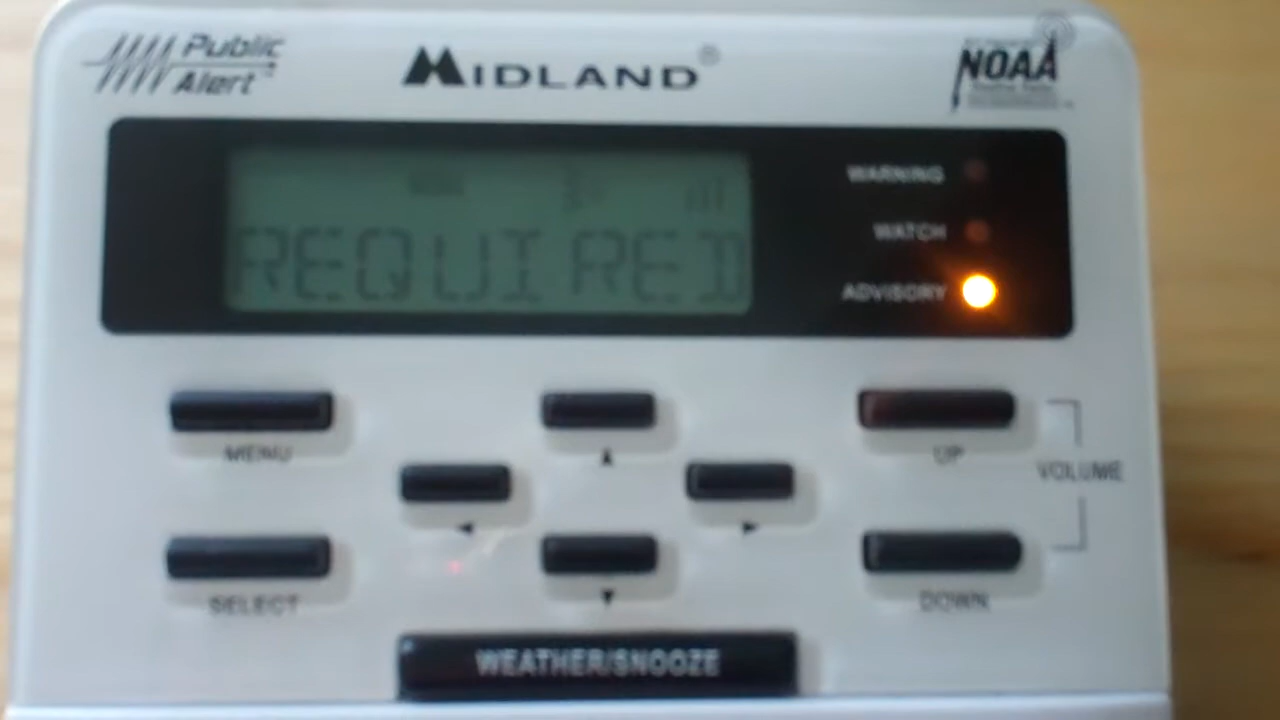 Public
Alert
MIDLAND®
NOAA
WARNING
WATCH
REQUIRED
ADVISORY
MENU
UP
VOLUME
SELECT
DOWN
WEATHER/SNOOZE